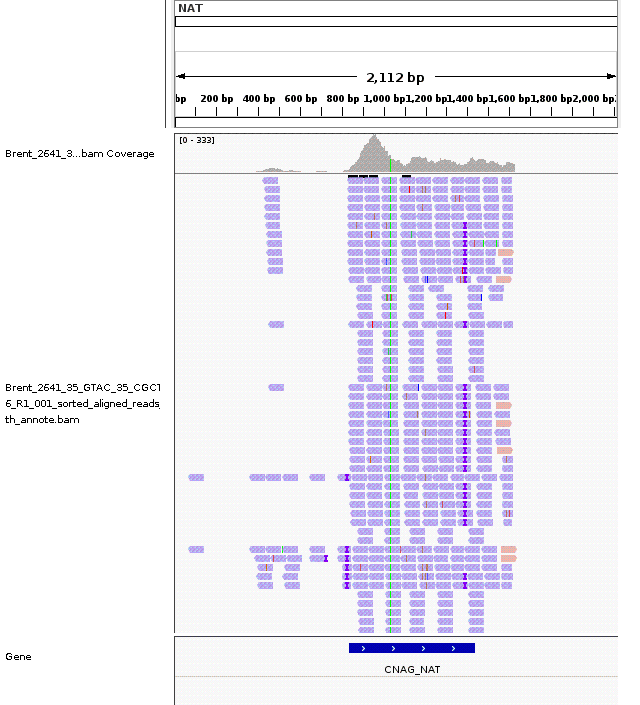 NAT
2,112 bp
bp 200 bp 400 bp 600 bp 800 bp 1,000 bp 1,200 bp 1,400 bp 1,600 bp 1,800 bp 2,000 bp
[0 - 333]
Brent_2641_3...bam Coverage
Brent_2641_35_GTAC_35_CGCT
6_R1_001_sorted_aligned_reads_
th_annote.bam
Gene
CNAG_NAT